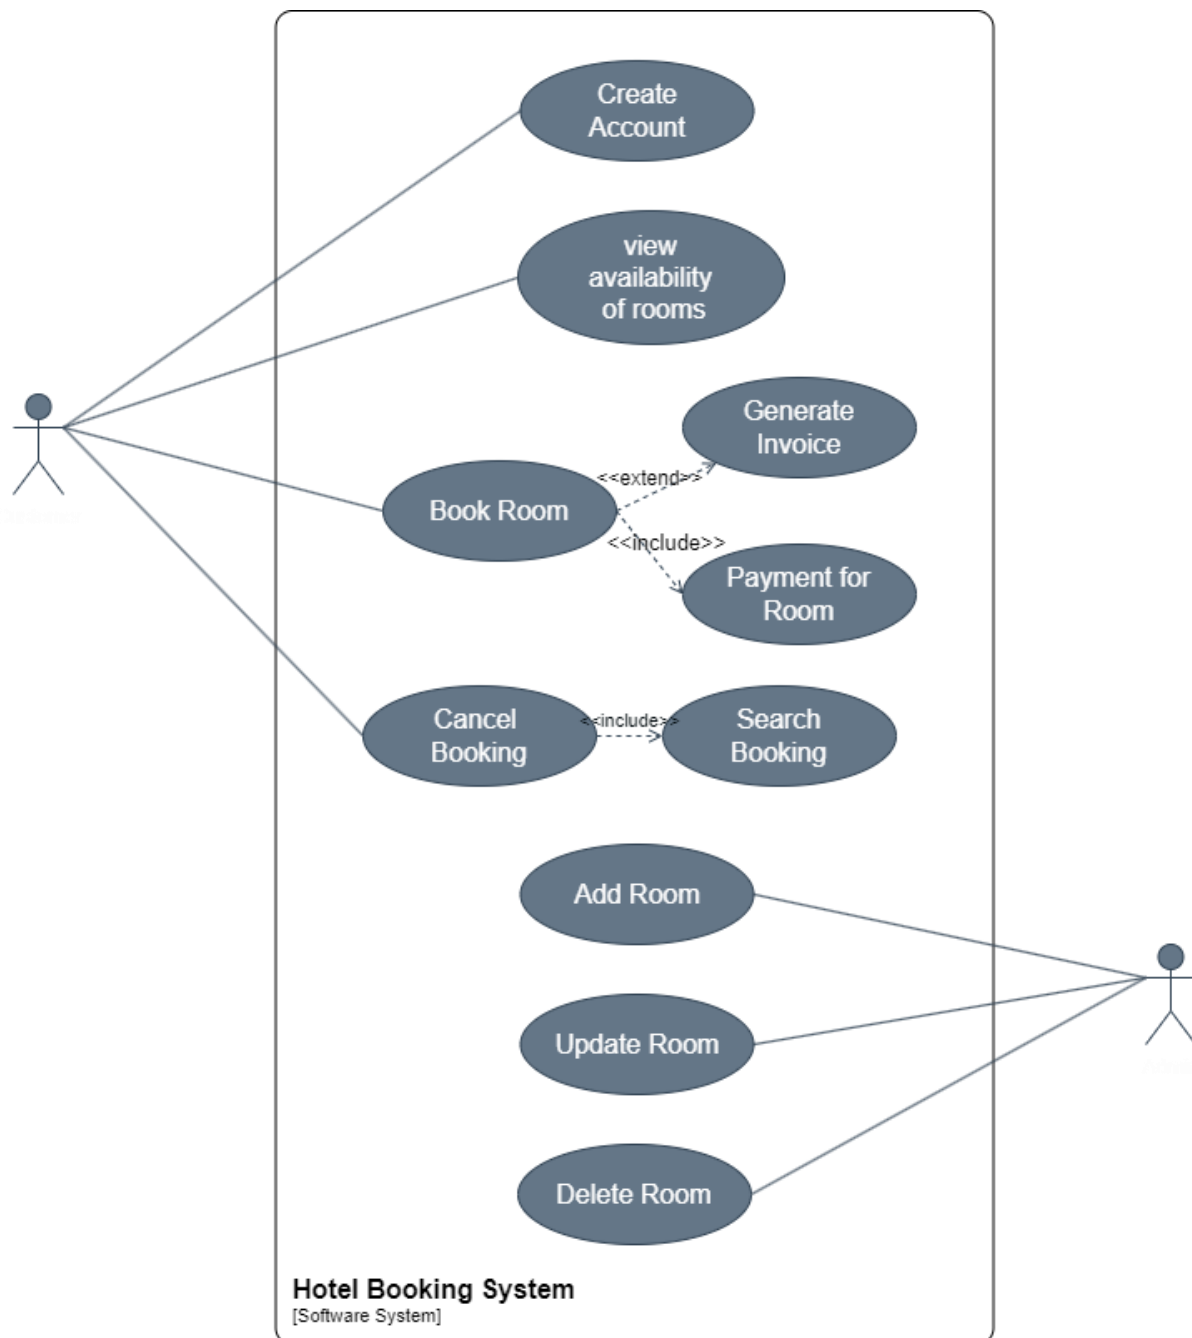 Create
Account
view
availability
of rooms
Generate
Invoice
<<extend>>
Book Room
<<include>>
Payment for
Room
Cancel
Booking
<<include>>
Search
Booking
Add Room
Update Room
Delete Room
Hotel Booking System
[Software System]